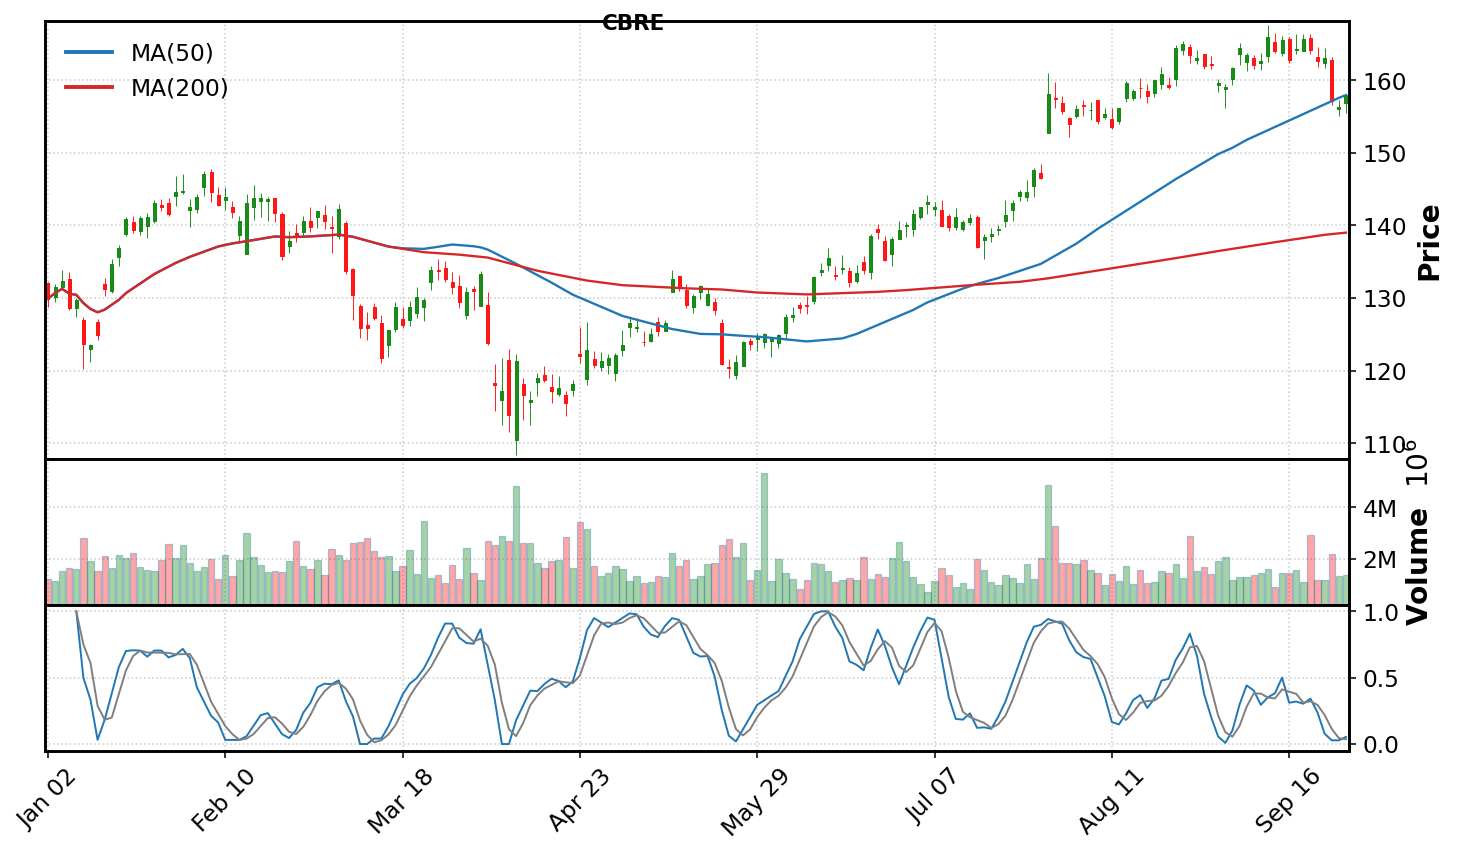 CBRE
MA(50)
MA(200)
160
150
140
130
120
110
Price
4M
2M
Volume 10⁶
1.0
0.5
0.0
Jan 02
Feb 10
Mar 18
Apr 23
May 29
Jul 07
Aug 11
Sep 16